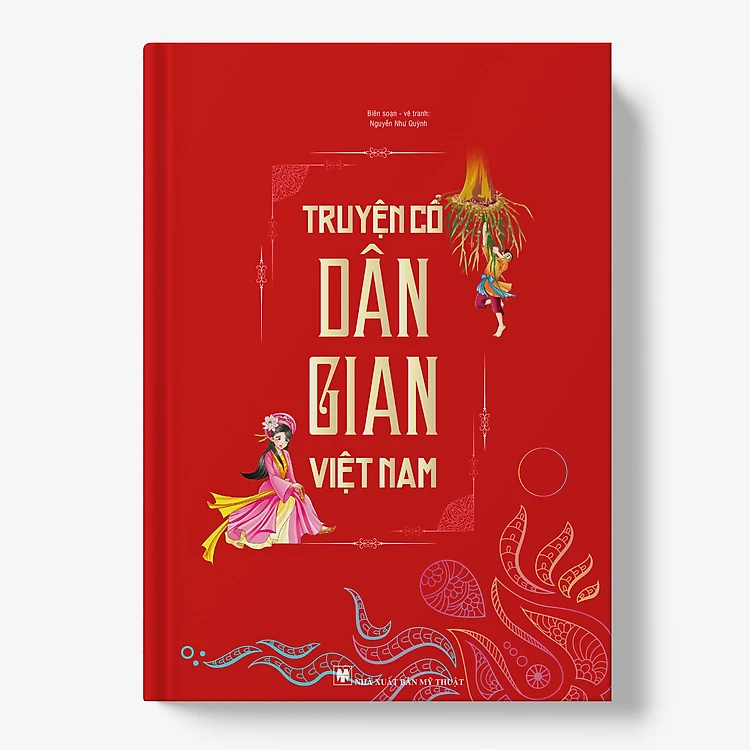 Biên soạn - vẽ tranh:
Nguyễn Như Quỳnh
TRUYỆN CỔ
DÂN
GIAN
VIỆT NAM
NHÀ XUẤT BẢN MỸ THUẬT